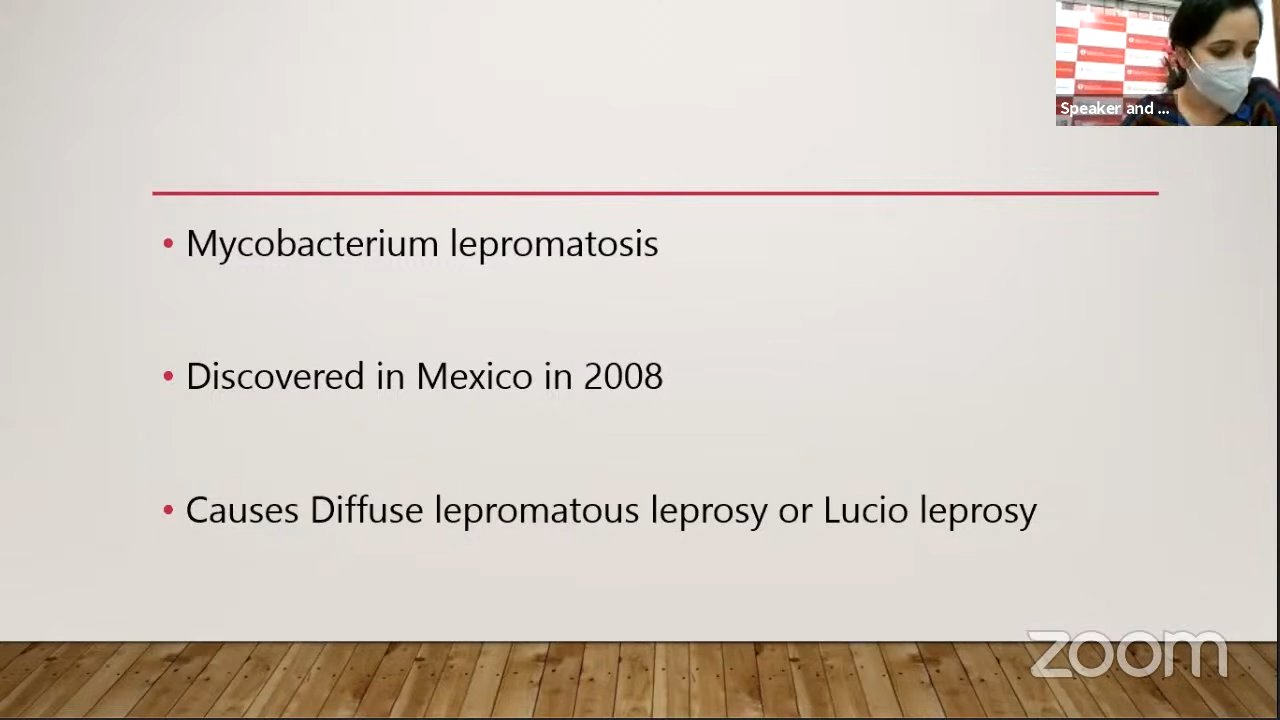 Speaker and ...
• Mycobacterium lepromatosis
• Discovered in Mexico in 2008
• Causes Diffuse lepromatous leprosy or Lucio leprosy
zoom